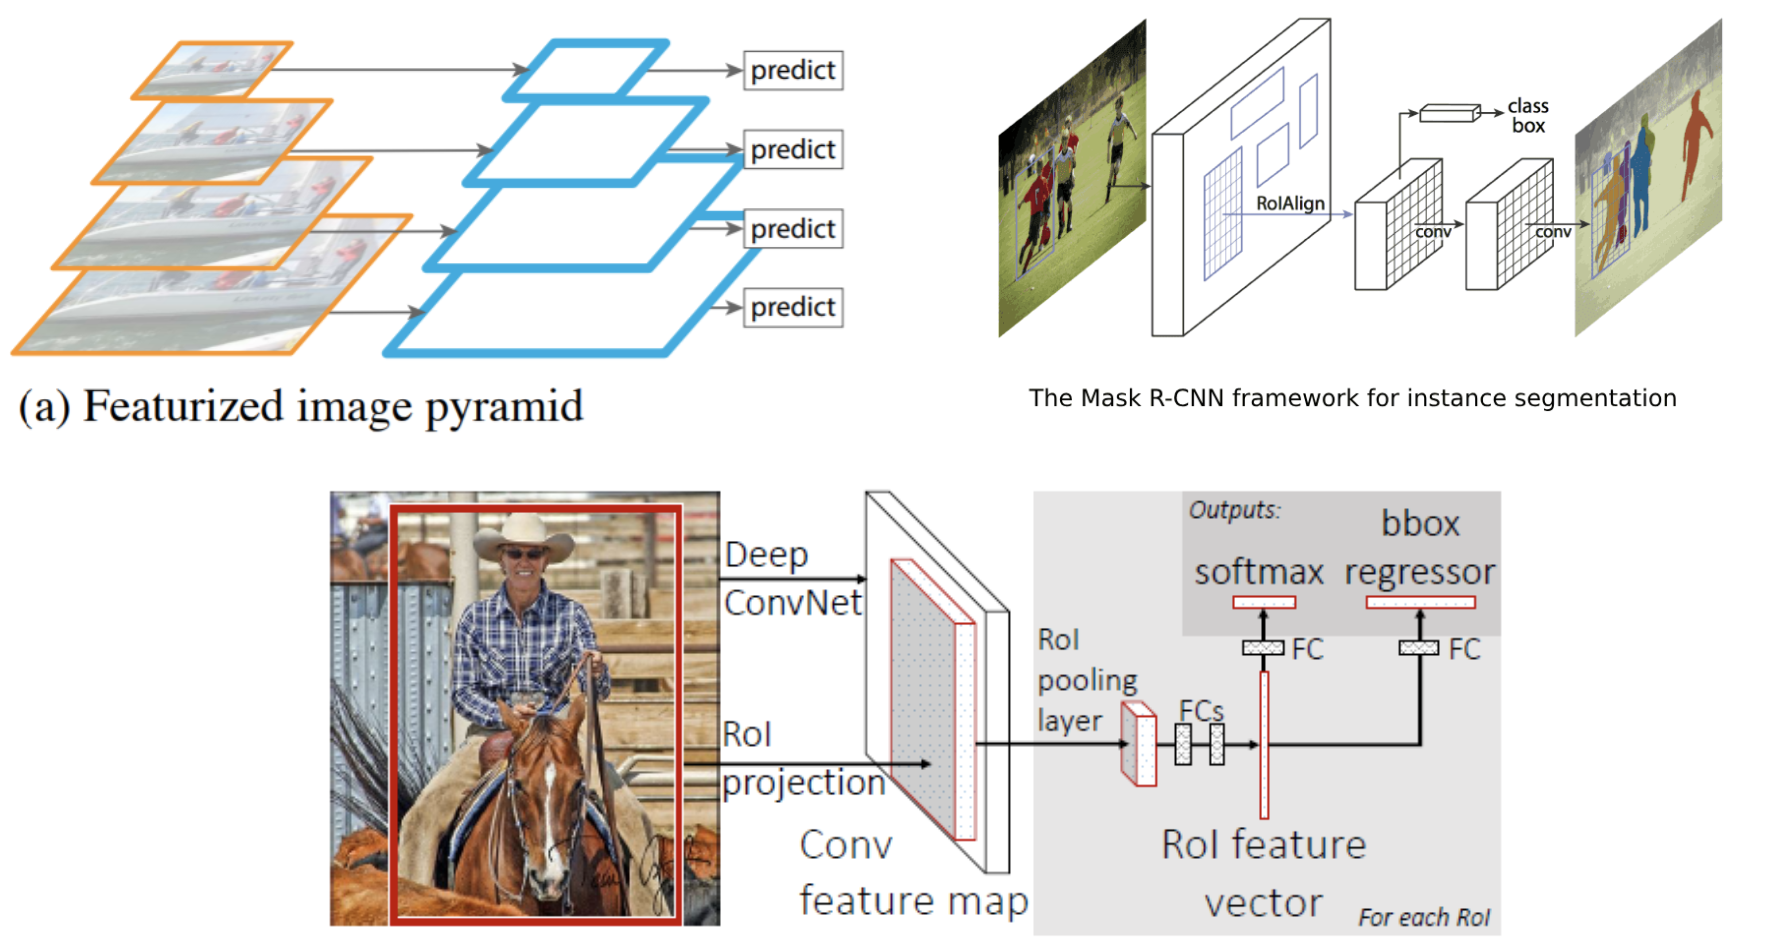 predict
predict
predict
predict
(a) Featurized image pyramid
RoIAlign
class
box
conv
conv
The Mask R-CNN framework for instance segmentation
Deep
ConvNet
RoI
projection
Conv
feature map
RoI
pooling
layer
FCs
Outputs:
softmax
bbox
regressor
FC
FC
RoI feature
vector
For each RoI